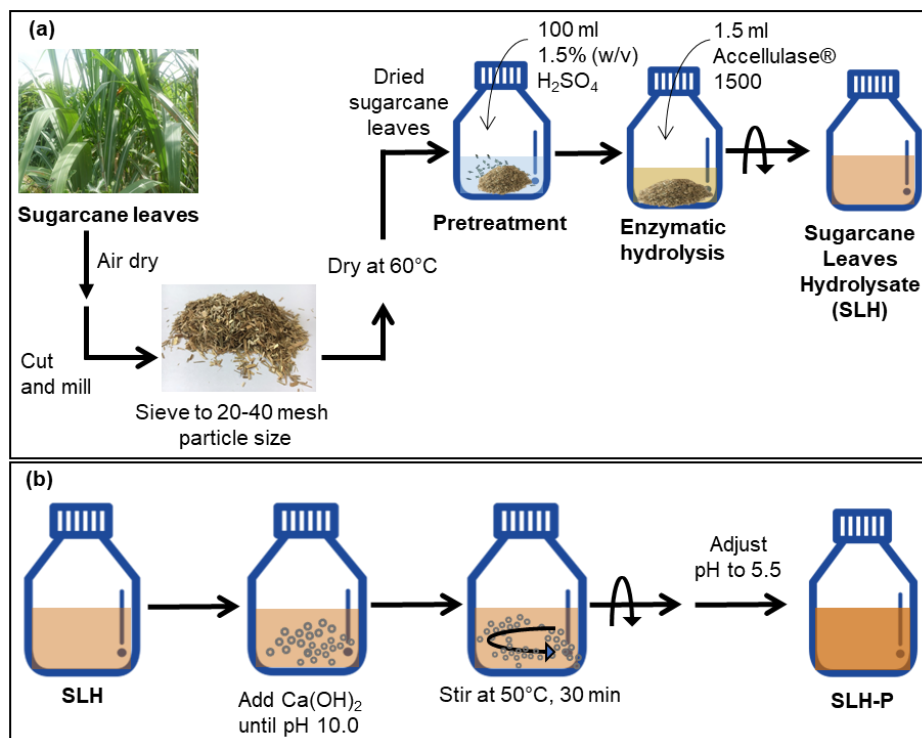 (a)
Sugarcane leaves
Air dry
Cut
and mill
Sieve to 20-40 mesh
particle size
Dry at 60°C
Dried
sugarcane
leaves
100 ml
1.5% (w/v)
H₂SO₄
Pretreatment
1.5 ml
Accellulase®
1500
Enzymatic
hydrolysis
Sugarcane
Leaves
Hydrolysate
(SLH)
(b)
SLH
Add Ca(OH)₂
until pH 10.0
Stir at 50°C, 30 min
Adjust
pH to 5.5
SLH-P